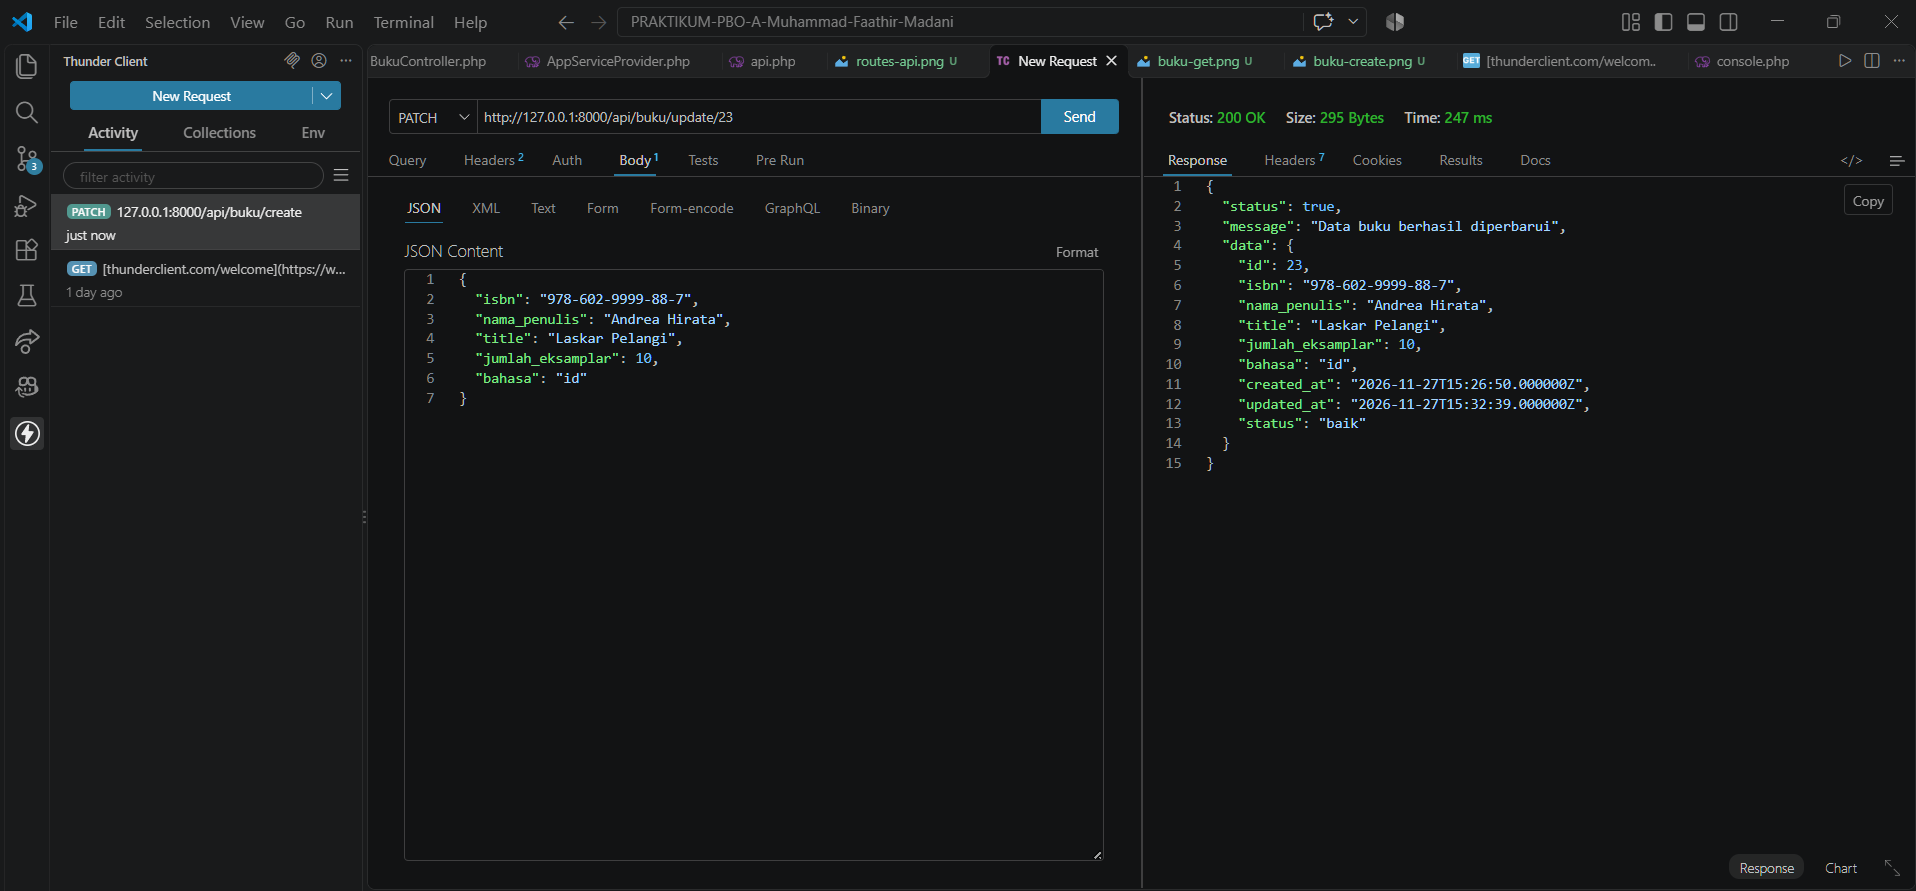 File Edit Selection View Go Run Terminal Help
PRAKTIKUM-PBO-A-Muhammad-Faathir-Madani
Thunder Client
New Request
Activity Collections Env
filter activity
PATCH 127.0.0.1:8000/api/buku/create
just now
GET [thunderclient.com/welcome](https://w...
1 day ago
3
BukuController.php AppServiceProvider.php api.php routes-api.png U TC New Request buku-get.png U buku-create.png U GET [thunderclient.com/welcom.. console.php
PATCH http://127.0.0.1:8000/api/buku/update/23 Send
Query Headers 2 Auth Body 1 Tests Pre Run
JSON XML Text Form Form-encode GraphQL Binary
JSON Content Format
1 {
2 "isbn": "978-602-9999-88-7",
3 "nama_penulis": "Andrea Hirata",
4 "title": "Laskar Pelangi",
5 "jumlah_eksamplar": 10,
6 "bahasa": "id"
7 }
Status: 200 OK Size: 295 Bytes Time: 247 ms
Response Headers 7 Cookies Results Docs </>
Copy
1 {
2 "status": true,
3 "message": "Data buku berhasil diperbarui",
4 "data": {
5 "id": 23,
6 "isbn": "978-602-9999-88-7",
7 "nama_penulis": "Andrea Hirata",
8 "title": "Laskar Pelangi",
9 "jumlah_eksamplar": 10,
10 "bahasa": "id",
11 "created_at": "2026-11-27T15:26:50.000000Z",
12 "updated_at": "2026-11-27T15:32:39.000000Z",
13 "status": "baik"
14 }
15 }
Response Chart